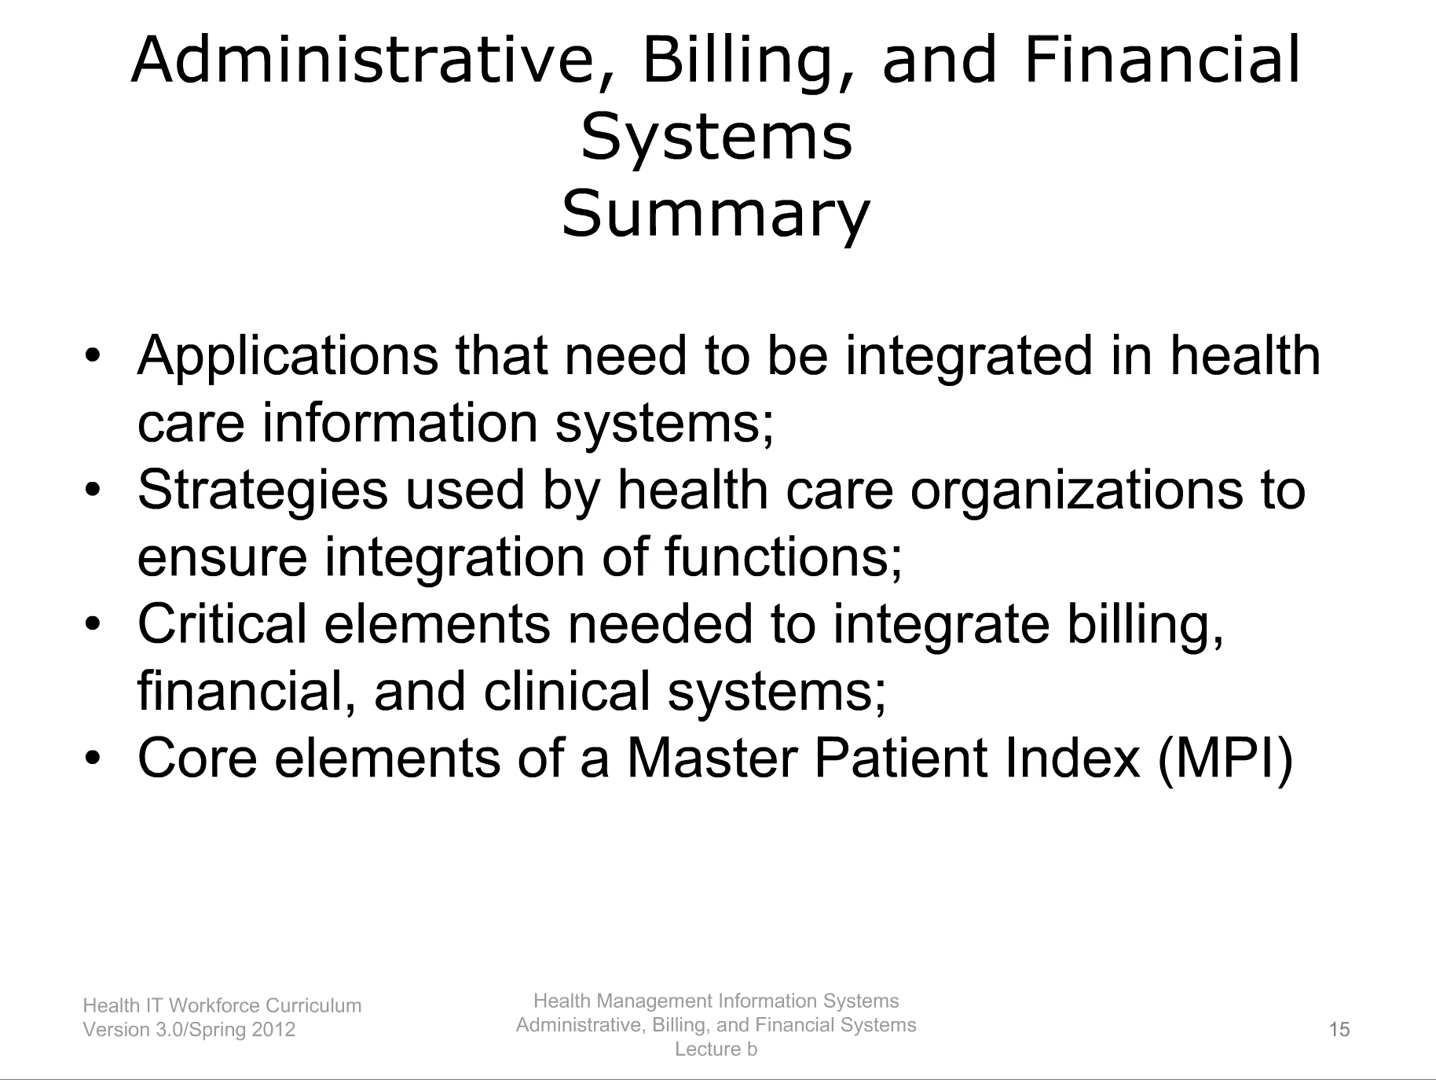 Administrative, Billing, and Financial
Systems
Summary
• Applications that need to be integrated in health
care information systems;
• Strategies used by health care organizations to
ensure integration of functions;
• Critical elements needed to integrate billing,
financial, and clinical systems;
• Core elements of a Master Patient Index (MPI)
Health IT Workforce Curriculum
Version 3.0/Spring 2012
Health Management Information Systems
Administrative, Billing, and Financial Systems
Lecture b
15